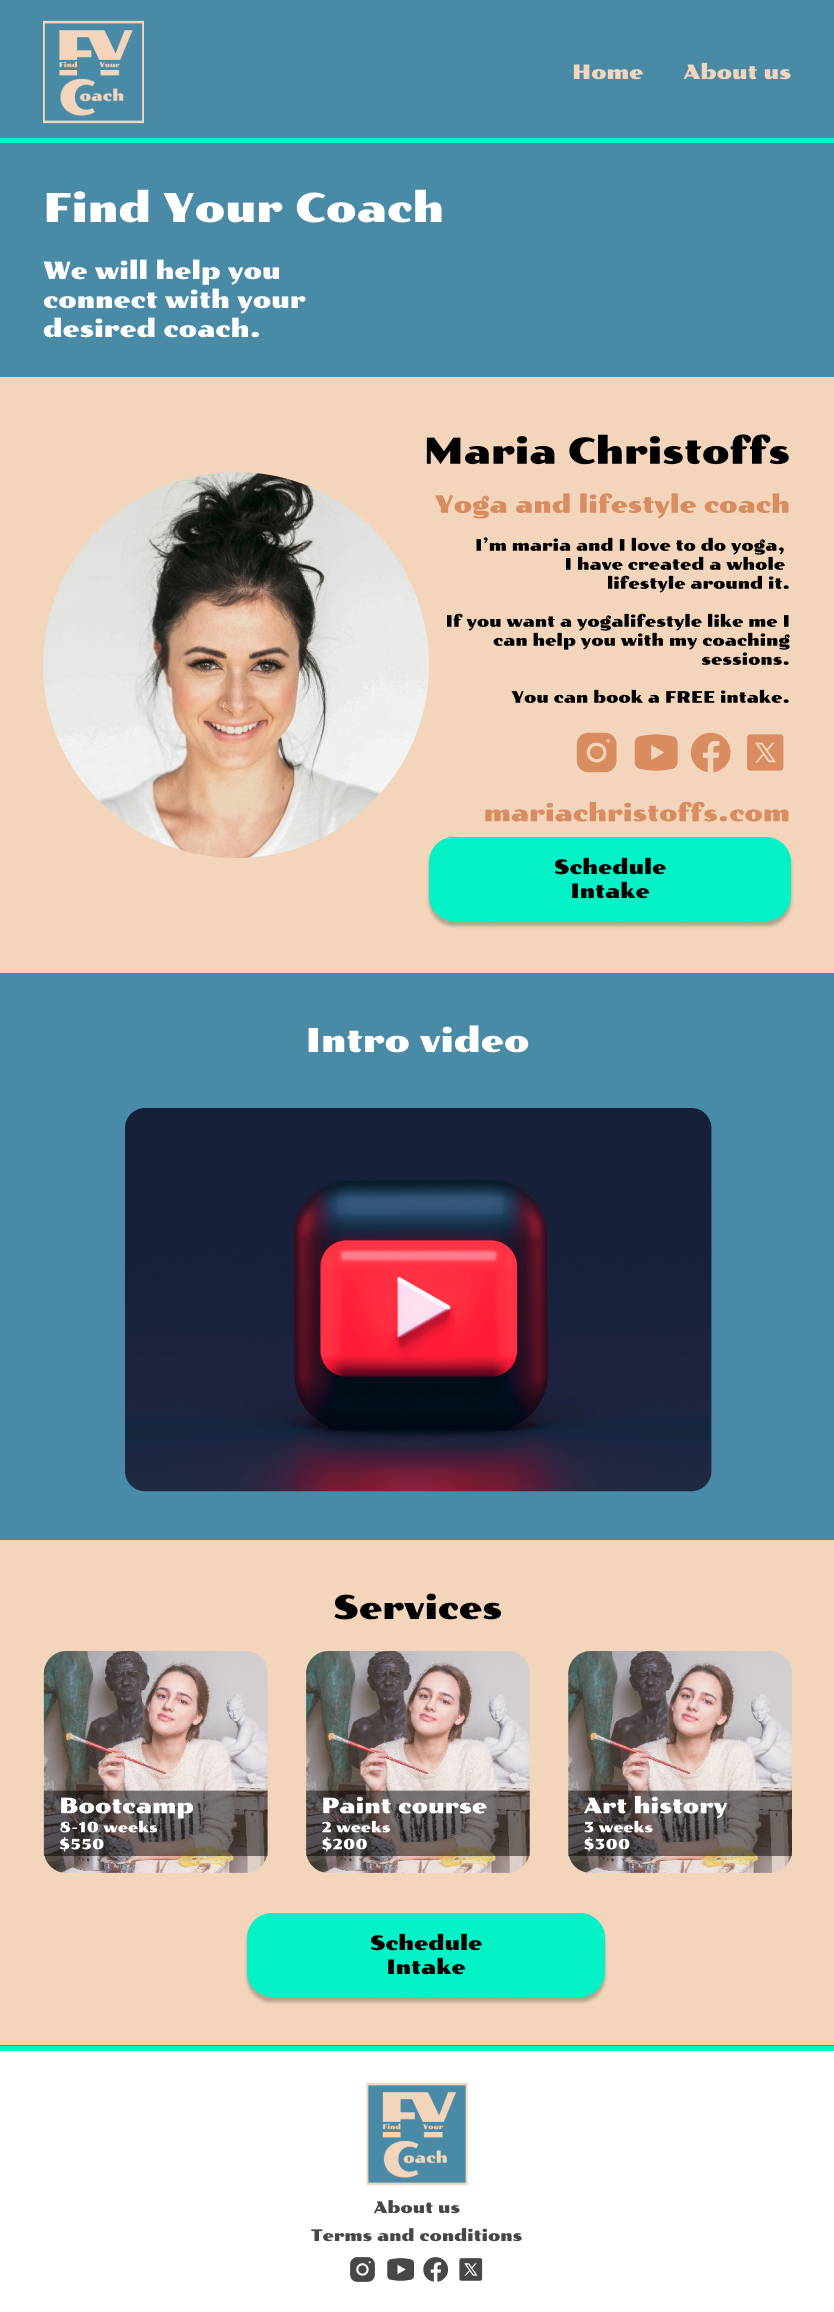 FV
Find Your
Coach
Home About us
Find Your Coach
We will help you
connect with your
desired coach.
Maria Christoffs
Yoga and lifestyle coach
I'm maria and I love to do yoga,
I have created a whole
lifestyle around it.
If you want a yogalifestyle like me I
can help you with my coaching
sessions.
You can book a FREE intake.
mariachristoffs.com
Schedule
Intake
Intro video
Services
Bootcamp
8-10 weeks
$550
Paint course
2 weeks
$200
Art history
3 weeks
$300
Schedule
Intake
FV
Find Your
Coach
About us
Terms and conditions